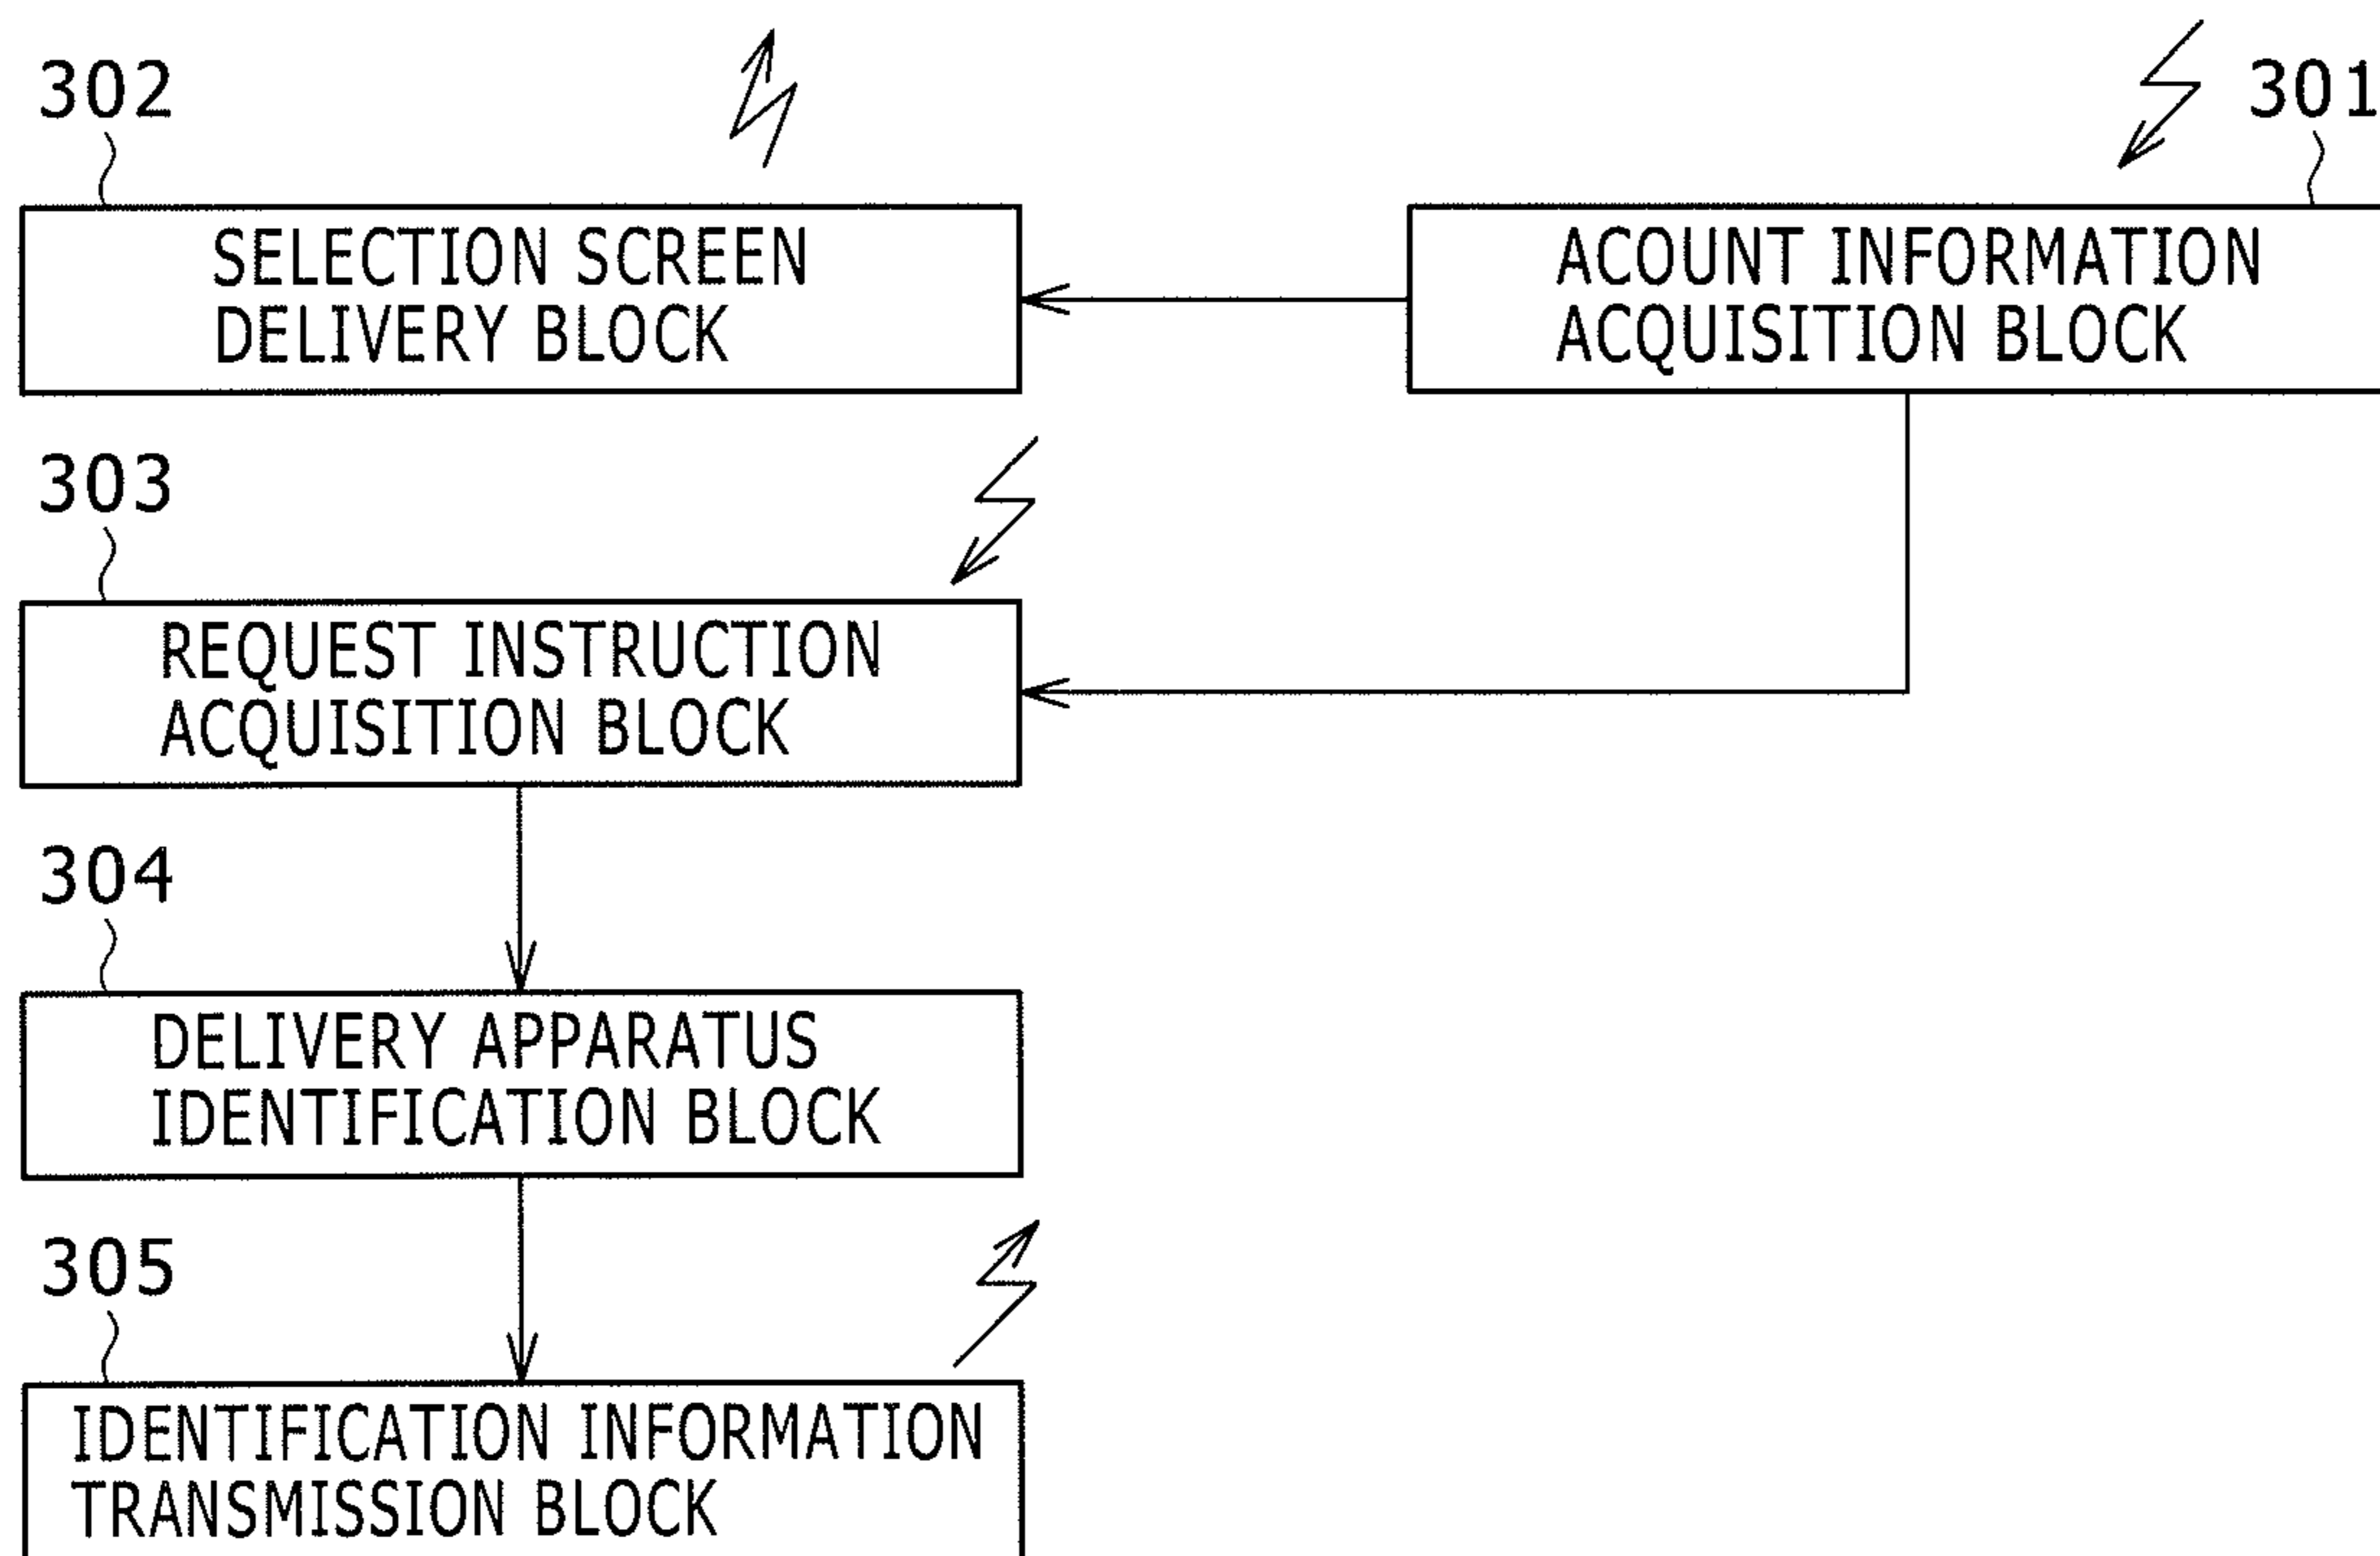 302
301
SELECTION SCREEN
DELIVERY BLOCK
ACOUNT INFORMATION
ACQUISITION BLOCK
303
REQUEST INSTRUCTION
ACQUISITION BLOCK
304
DELIVERY APPARATUS
IDENTIFICATION BLOCK
305
IDENTIFICATION INFORMATION
TRANSMISSION BLOCK